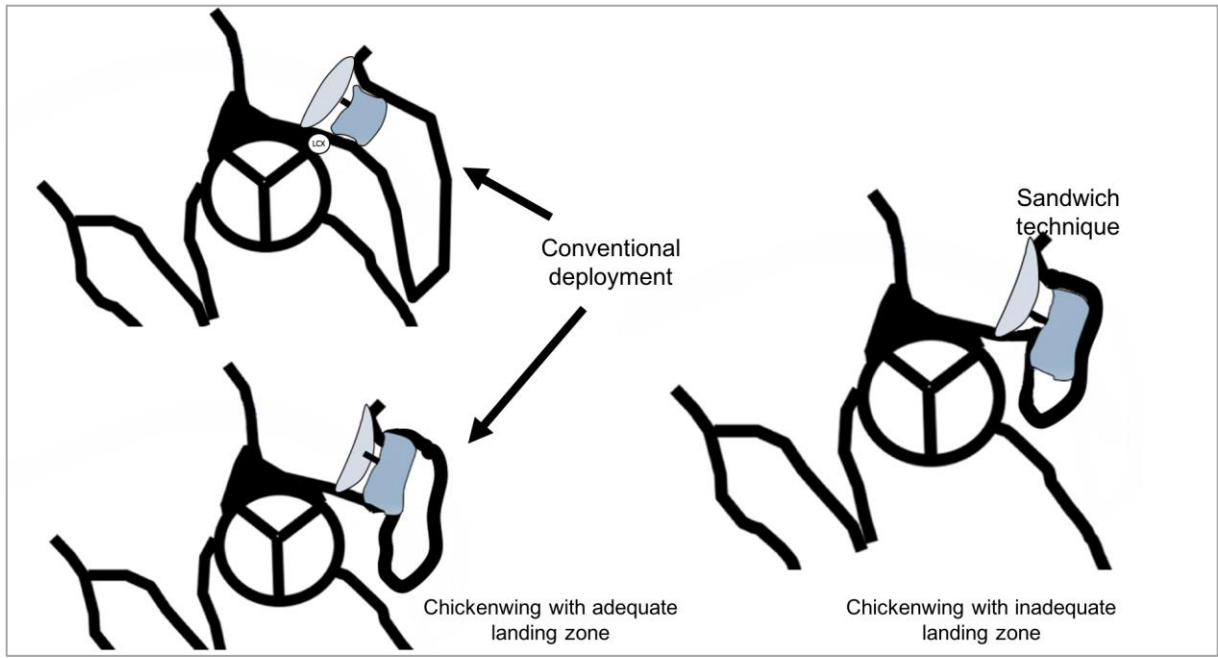 LCX
Conventional
deployment
Sandwich
technique
Chickenwing with adequate
landing zone
Chickenwing with inadequate
landing zone